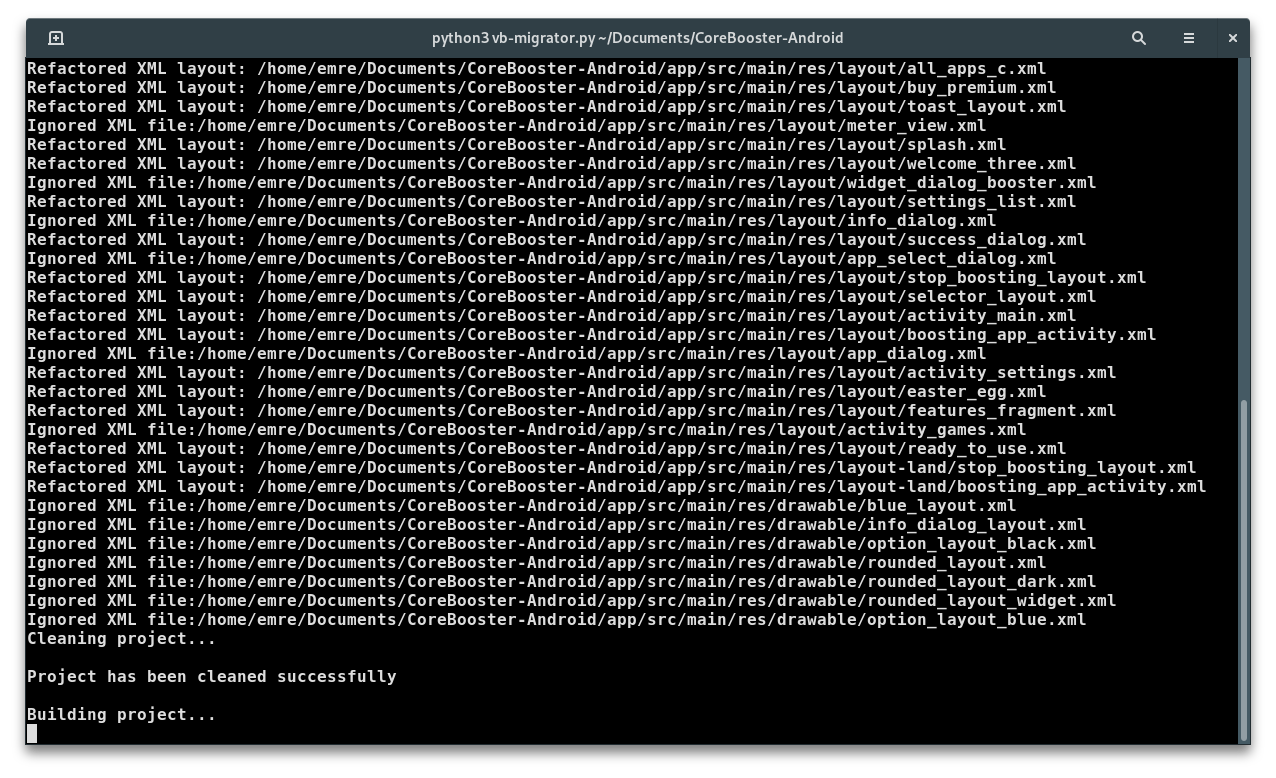 python3 vb-migrator.py ~/Documents/CoreBooster-Android
Refactored XML layout: /home/emre/Documents/CoreBooster-Android/app/src/main/res/layout/all_apps_c.xml
Refactored XML layout: /home/emre/Documents/CoreBooster-Android/app/src/main/res/layout/buy_premium.xml
Refactored XML layout: /home/emre/Documents/CoreBooster-Android/app/src/main/res/layout/toast_layout.xml
Ignored XML file:/home/emre/Documents/CoreBooster-Android/app/src/main/res/layout/meter_view.xml
Refactored XML layout: /home/emre/Documents/CoreBooster-Android/app/src/main/res/layout/splash.xml
Refactored XML layout: /home/emre/Documents/CoreBooster-Android/app/src/main/res/layout/welcome_three.xml
Ignored XML file:/home/emre/Documents/CoreBooster-Android/app/src/main/res/layout/widget_dialog_booster.xml
Refactored XML layout: /home/emre/Documents/CoreBooster-Android/app/src/main/res/layout/settings_list.xml
Ignored XML file:/home/emre/Documents/CoreBooster-Android/app/src/main/res/layout/info_dialog.xml
Refactored XML layout: /home/emre/Documents/CoreBooster-Android/app/src/main/res/layout/success_dialog.xml
Ignored XML file:/home/emre/Documents/CoreBooster-Android/app/src/main/res/layout/app_select_dialog.xml
Refactored XML layout: /home/emre/Documents/CoreBooster-Android/app/src/main/res/layout/stop_boosting_layout.xml
Refactored XML layout: /home/emre/Documents/CoreBooster-Android/app/src/main/res/layout/selector_layout.xml
Refactored XML layout: /home/emre/Documents/CoreBooster-Android/app/src/main/res/layout/activity_main.xml
Refactored XML layout: /home/emre/Documents/CoreBooster-Android/app/src/main/res/layout/boosting_app_activity.xml
Ignored XML file:/home/emre/Documents/CoreBooster-Android/app/src/main/res/layout/app_dialog.xml
Refactored XML layout: /home/emre/Documents/CoreBooster-Android/app/src/main/res/layout/activity_settings.xml
Refactored XML layout: /home/emre/Documents/CoreBooster-Android/app/src/main/res/layout/easter_egg.xml
Refactored XML layout: /home/emre/Documents/CoreBooster-Android/app/src/main/res/layout/features_fragment.xml
Ignored XML file:/home/emre/Documents/CoreBooster-Android/app/src/main/res/layout/activity_games.xml
Refactored XML layout: /home/emre/Documents/CoreBooster-Android/app/src/main/res/layout/ready_to_use.xml
Refactored XML layout: /home/emre/Documents/CoreBooster-Android/app/src/main/res/layout-land/stop_boosting_layout.xml
Refactored XML layout: /home/emre/Documents/CoreBooster-Android/app/src/main/res/layout-land/boosting_app_activity.xml
Ignored XML file:/home/emre/Documents/CoreBooster-Android/app/src/main/res/drawable/blue_layout.xml
Ignored XML file:/home/emre/Documents/CoreBooster-Android/app/src/main/res/drawable/info_dialog_layout.xml
Ignored XML file:/home/emre/Documents/CoreBooster-Android/app/src/main/res/drawable/option_layout_black.xml
Ignored XML file:/home/emre/Documents/CoreBooster-Android/app/src/main/res/drawable/rounded_layout.xml
Ignored XML file:/home/emre/Documents/CoreBooster-Android/app/src/main/res/drawable/rounded_layout_dark.xml
Ignored XML file:/home/emre/Documents/CoreBooster-Android/app/src/main/res/drawable/rounded_layout_widget.xml
Ignored XML file:/home/emre/Documents/CoreBooster-Android/app/src/main/res/drawable/option_layout_blue.xml
Cleaning project...
Project has been cleaned successfully
Building project...